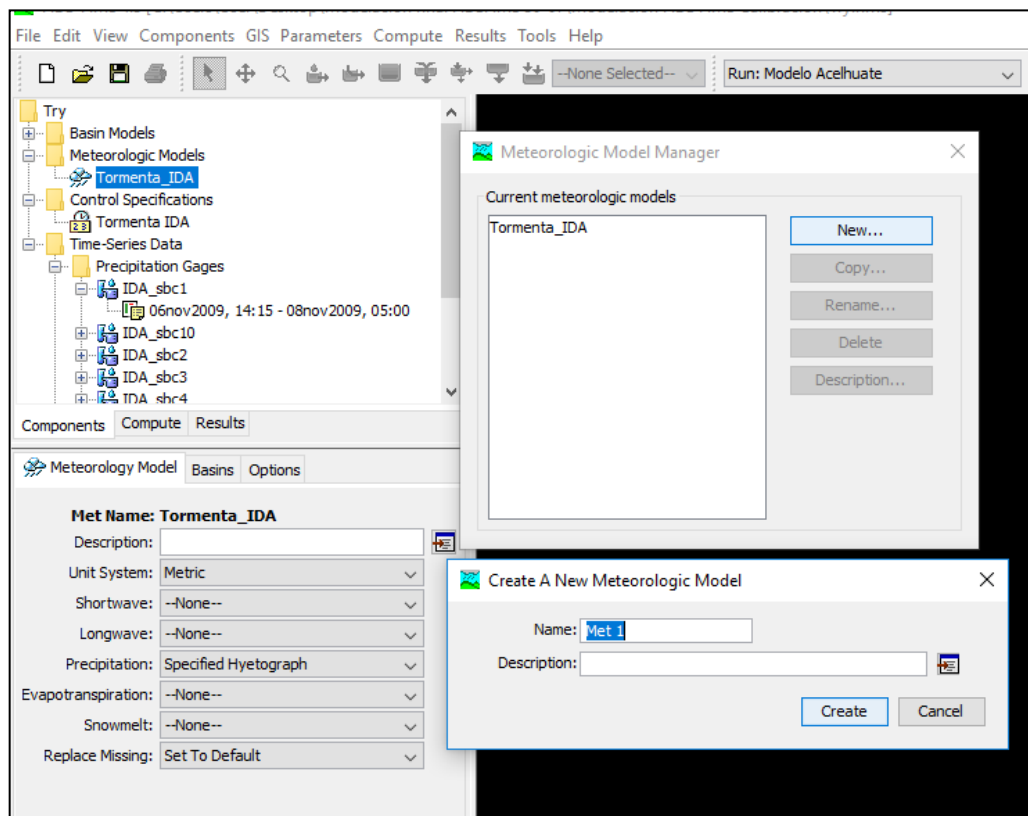 File Edit View Components GIS Parameters Compute Results Tools Help
--None Selected--
Run: Modelo Acelhuate
Try
Basin Models
Meteorologic Models
Tormenta_IDA
Control Specifications
Tormenta IDA
Time-Series Data
Precipitation Gages
IDA_sbc1
06nov2009, 14:15 - 08nov2009, 05:00
IDA_sbc10
IDA_sbc2
IDA_sbc3
IDA_sbc4
Components Compute Results
Meteorology Model Basins Options
Met Name: Tormenta_IDA
Description:
Unit System: Metric
Shortwave: --None--
Longwave: --None--
Precipitation: Specified Hyetograph
Evapotranspiration: --None--
Snowmelt: --None--
Replace Missing: Set To Default
Meteorologic Model Manager
Current meteorologic models
Tormenta_IDA
New...
Copy...
Rename...
Delete
Description...
Create A New Meteorologic Model
Name: Met 1
Description:
Create Cancel